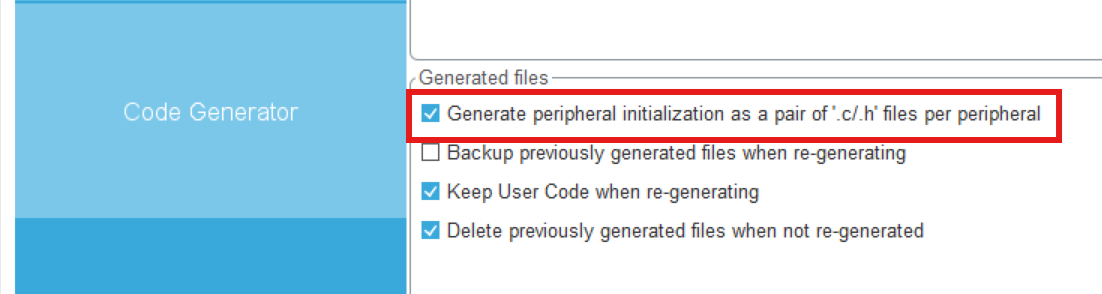 Code Generator
Generated files
Generate peripheral initialization as a pair of '.c/.h' files per peripheral
Backup previously generated files when re-generating
Keep User Code when re-generating
Delete previously generated files when not re-generated